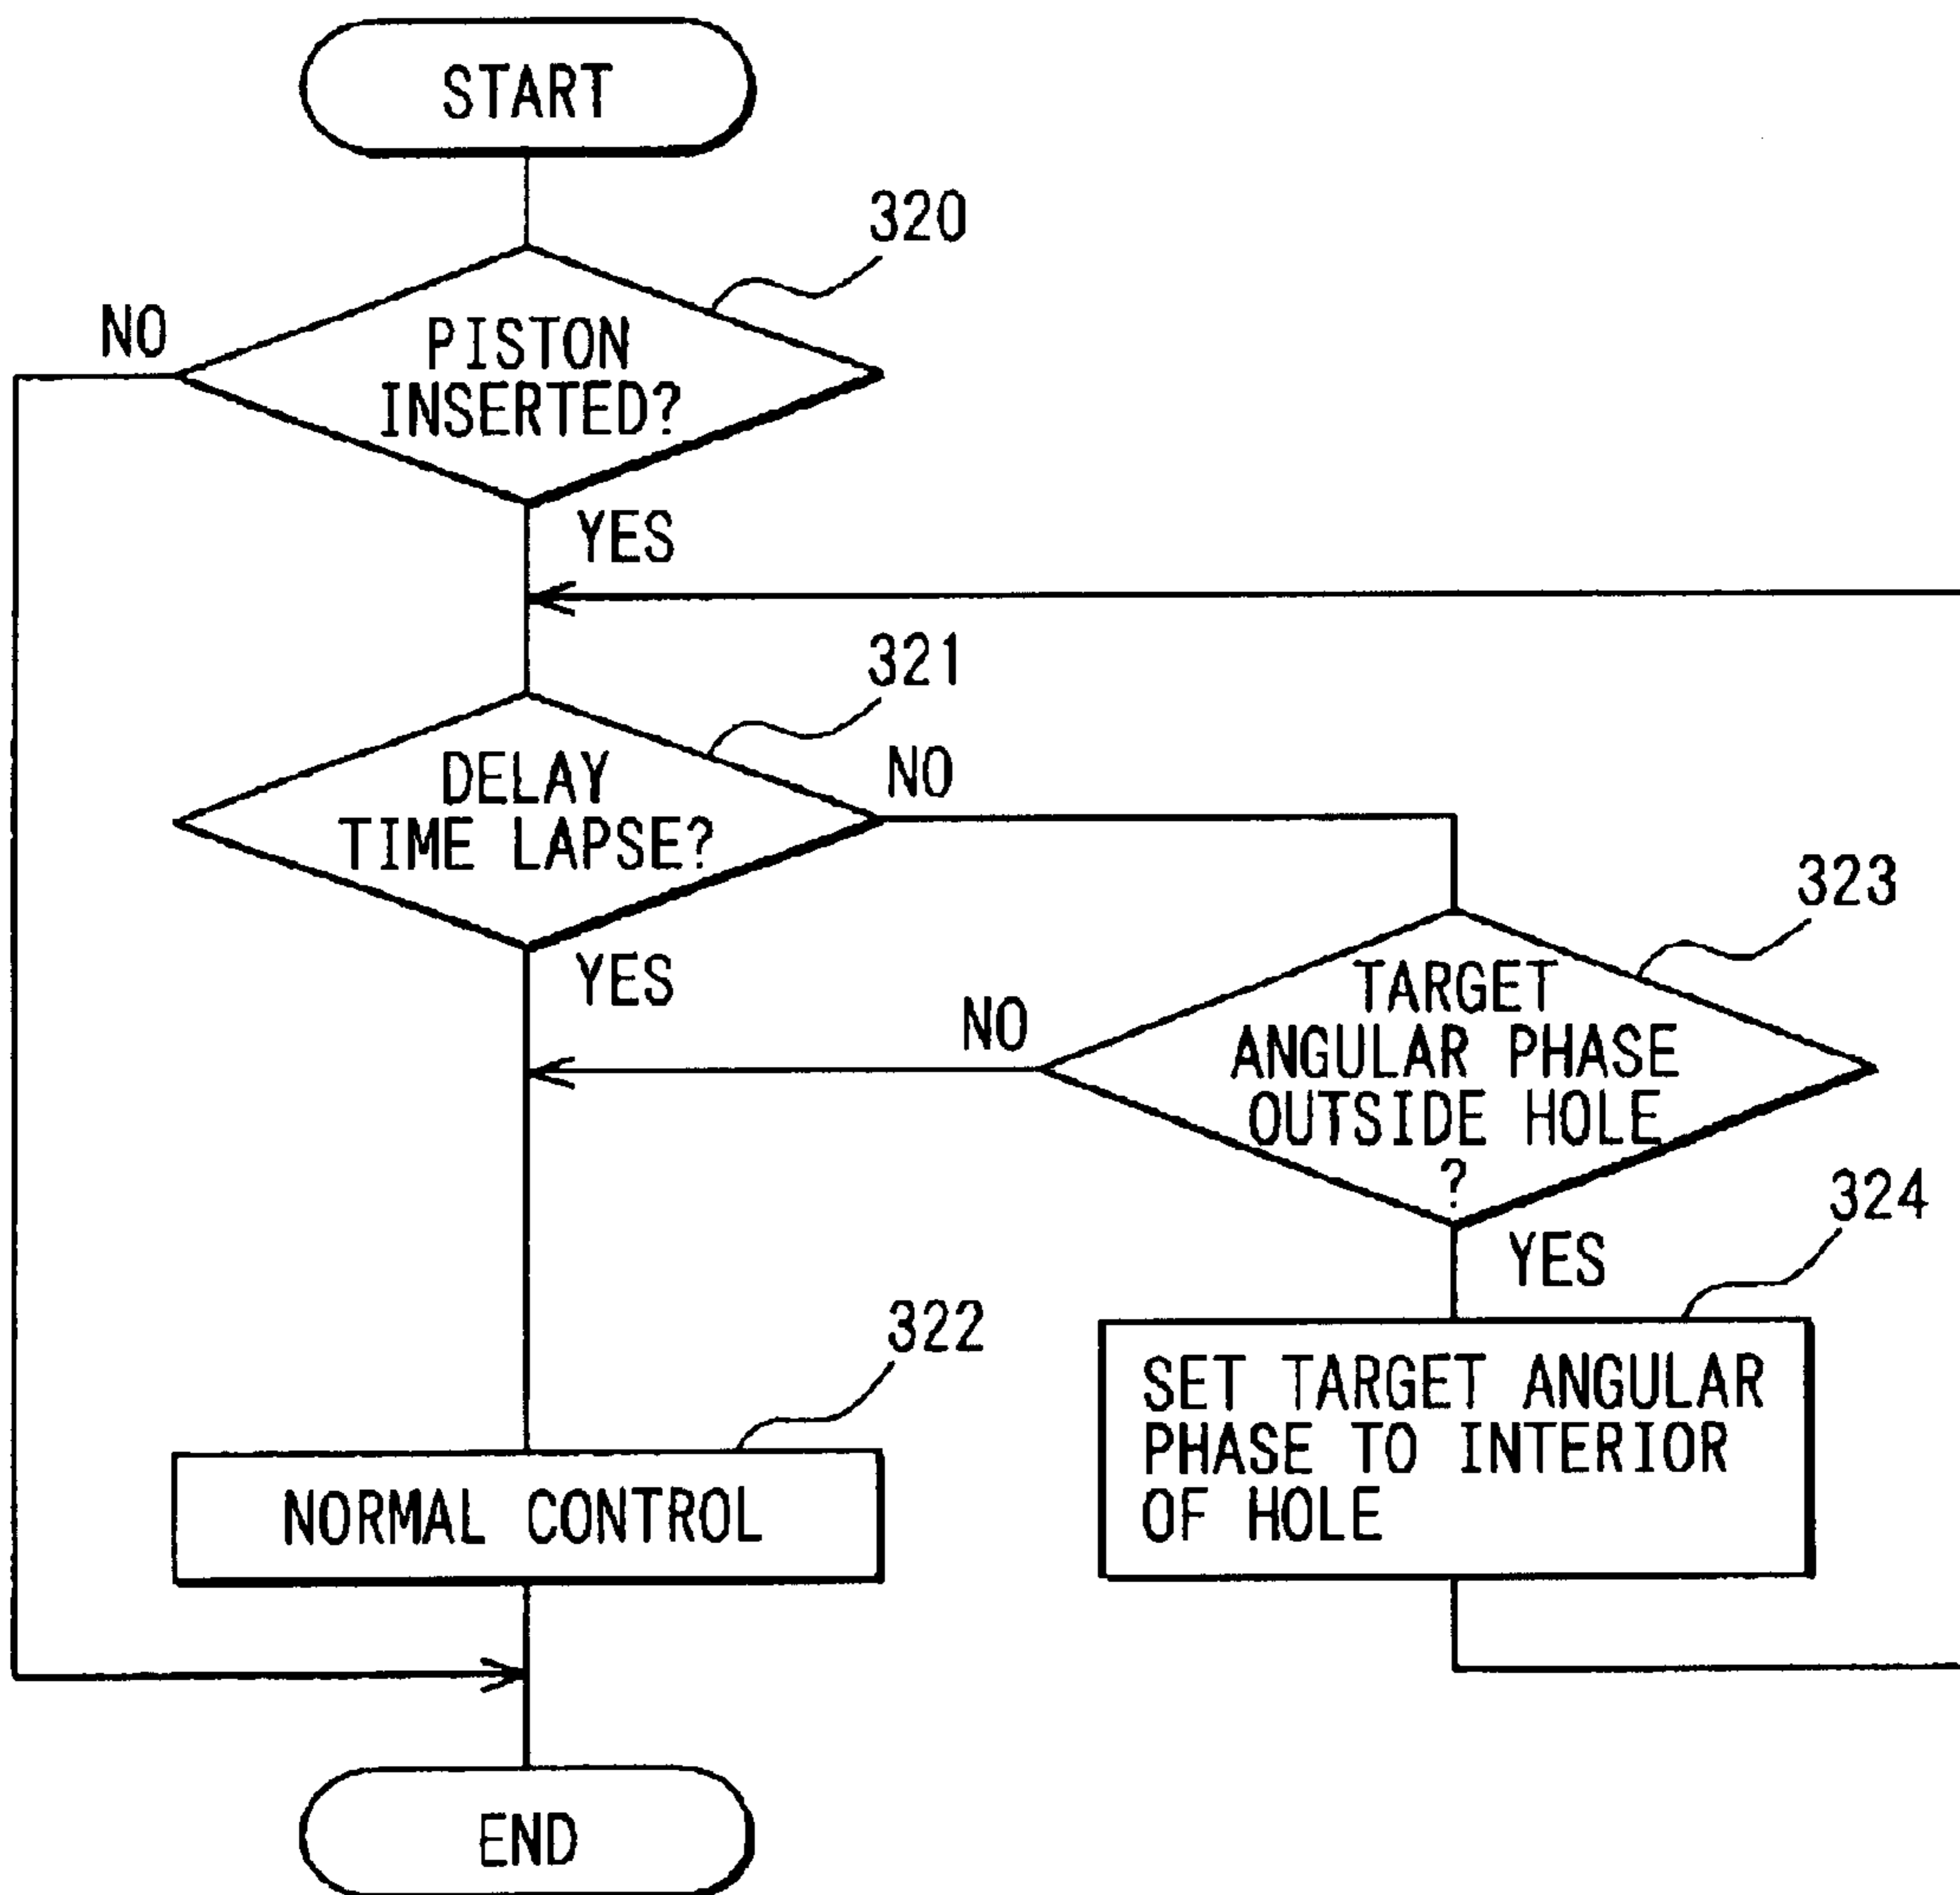 START
320
NO
PISTON
INSERTED?
YES
321
DELAY
TIME LAPSE?
NO
YES
323
TARGET
ANGULAR PHASE
OUTSIDE HOLE
?
NO
YES
324
SET TARGET ANGULAR
PHASE TO INTERIOR
OF HOLE
322
NORMAL CONTROL
END